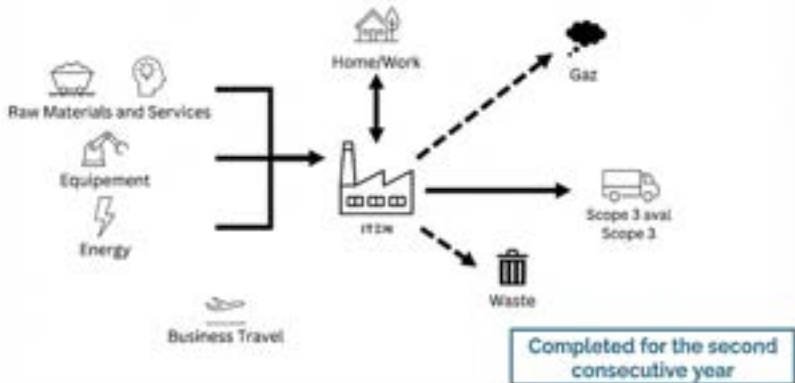 Home/Work
Gaz
Raw Materials and Services
Equipement
Energy
Scope 3 aval
Scope 3
Waste
Business Travel
Completed for the second
consecutive year